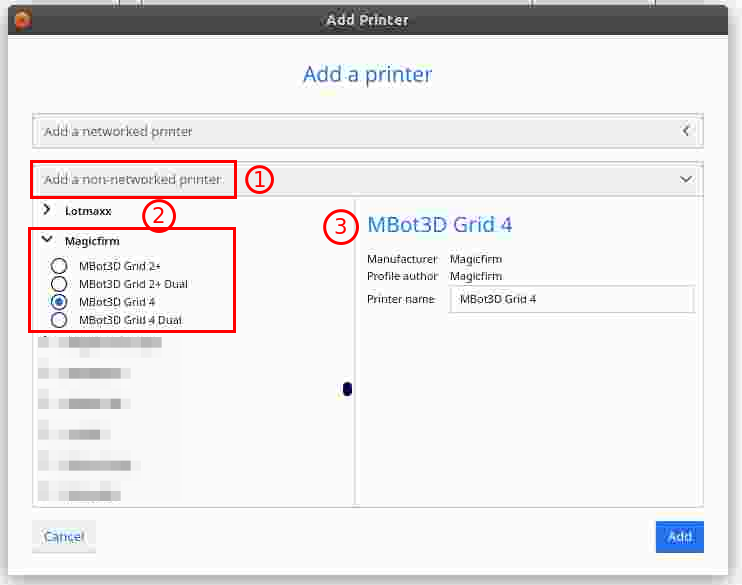 Add Printer
Add a printer
Add a networked printer
Add a non-networked printer
1
Lotmaxx
2
Magicfirm
MBot3D Grid 2+
MBot3D Grid 2+ Dual
MBot3D Grid 4
MBot3D Grid 4 Dual
3
MBot3D Grid 4
Manufacturer Magicfirm
Profile author Magicfirm
Printer name MBot3D Grid 4
Cancel
Add